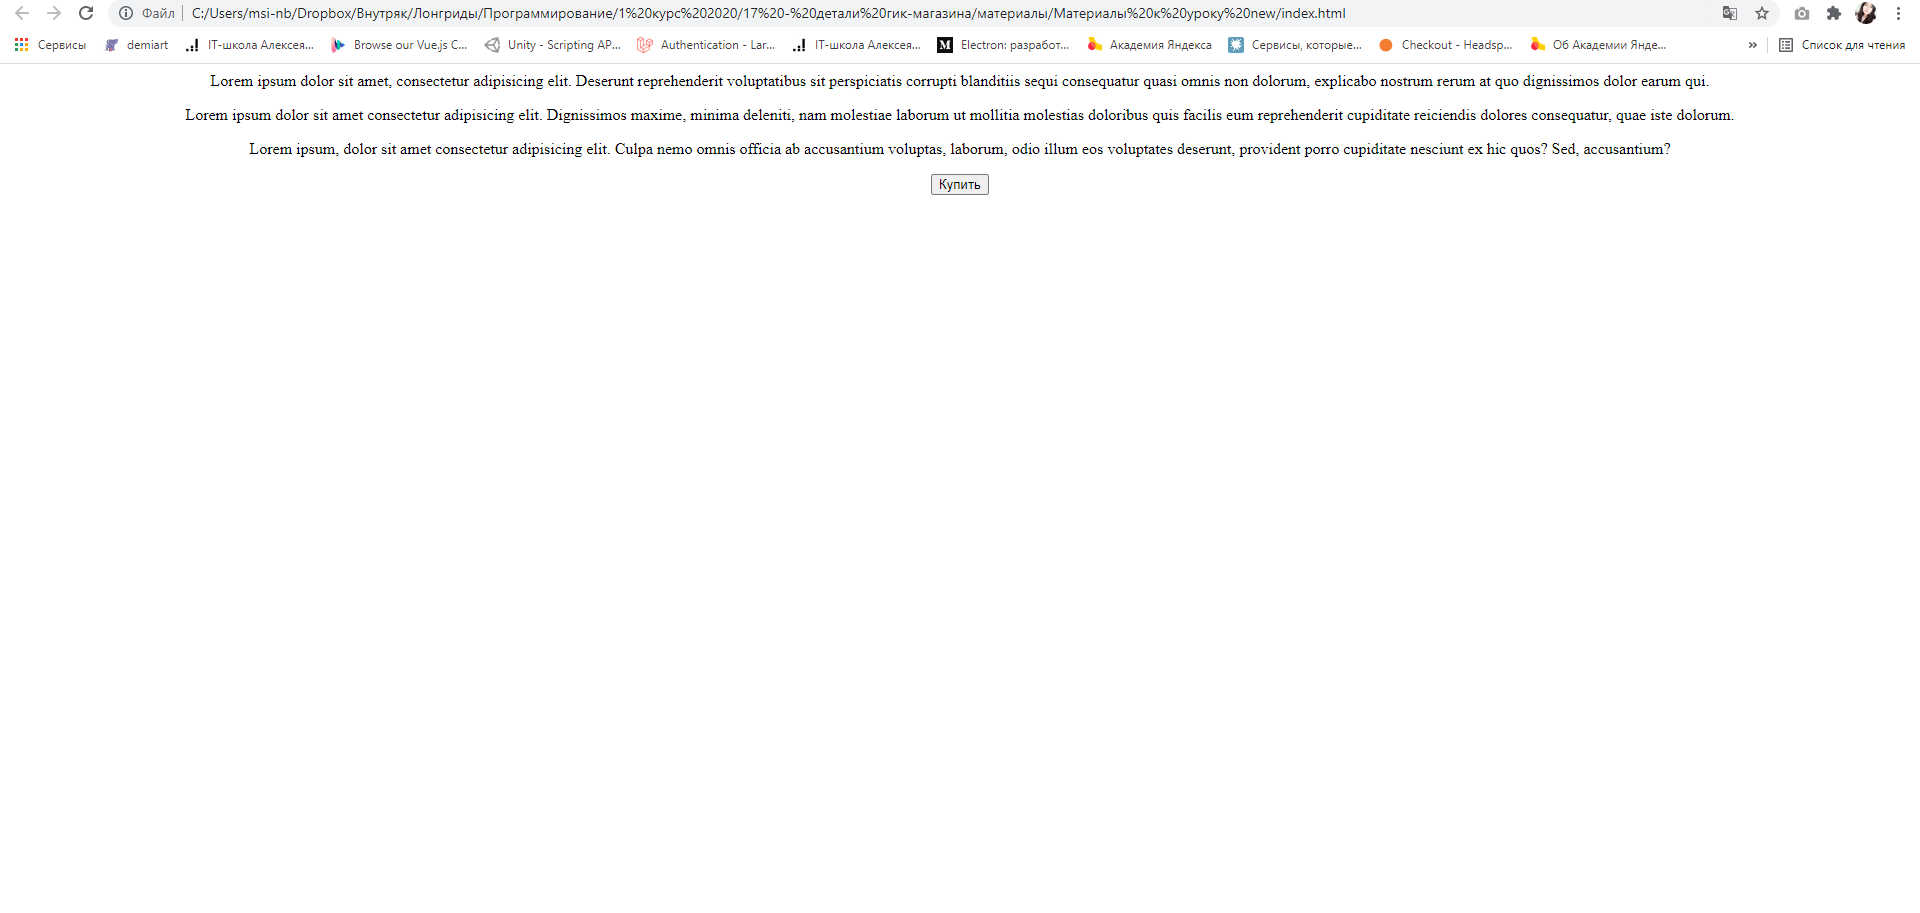 Файл C:/Users/msi-nb/Dropbox/Внутряк/Лонгриды/Программирование/1%20курс%202020/17%20-%20детали%20гик-магазина/материалы/Материалы%20к%20уроку%20new/index.html
Сервисы demiart IT-школа Алексея... Browse our Vue.js C... Unity - Scripting AP... Authentication - Lar... IT-школа Алексея... M Electron: разработ... Академия Яндекса Сервисы, которые... Checkout - Headsp... Об Академии Янде... » Список для чтения
Lorem ipsum dolor sit amet, consectetur adipisicing elit. Deserunt reprehenderit voluptatibus sit perspiciatis corrupti blanditiis sequi consequatur quasi omnis non dolorum, explicabo nostrum rerum at quo dignissimos dolor earum qui.
Lorem ipsum dolor sit amet consectetur adipisicing elit. Dignissimos maxime, minima deleniti, nam molestiae laborum ut mollitia molestias doloribus quis facilis eum reprehenderit cupiditate reiciendis dolores consequatur, quae iste dolorum.
Lorem ipsum, dolor sit amet consectetur adipisicing elit. Culpa nemo omnis officia ab accusantium voluptas, laborum, odio illum eos voluptates deserunt, provident porro cupiditate nesciunt ex hic quos? Sed, accusantium?
Купить